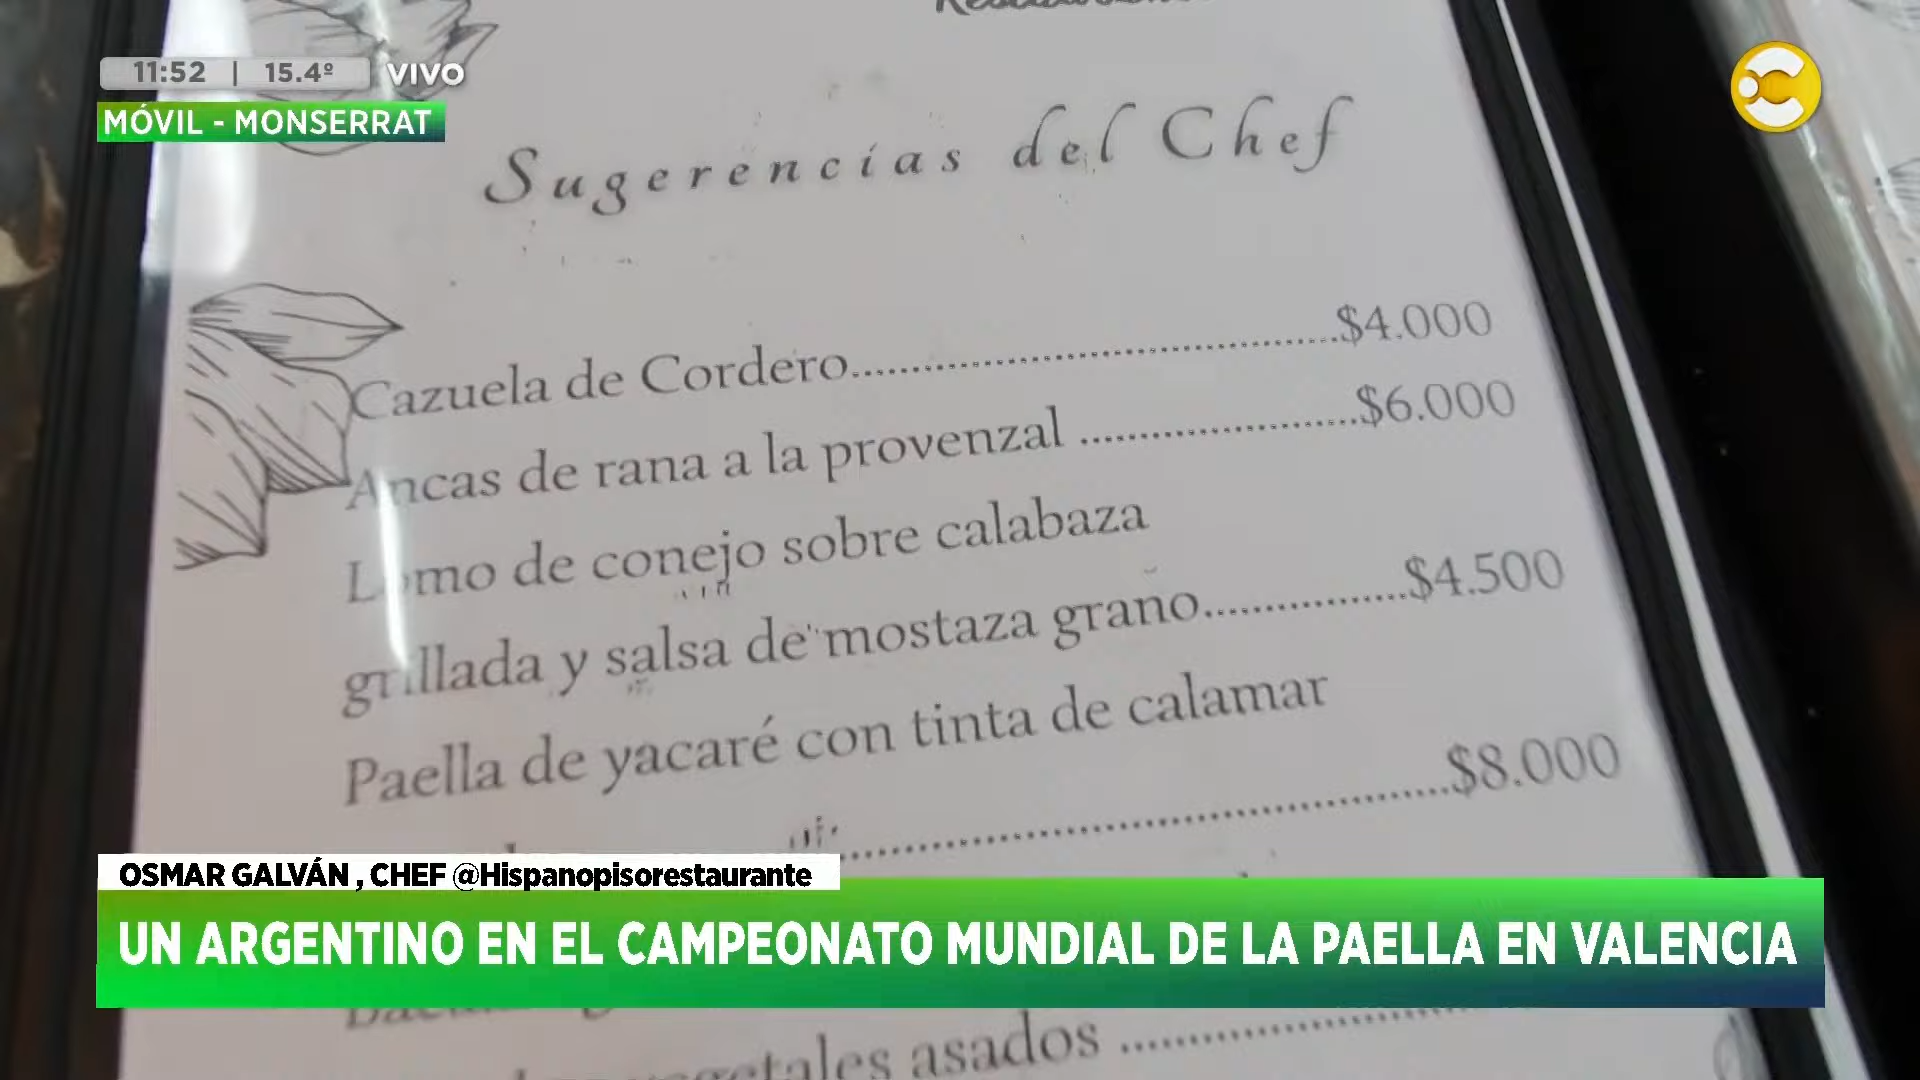 11:52 | 15.4º VIVO
MÓVIL - MONSERRAT
Sugerencias del Chef
Cazuela de Cordero..............................$4.000
Ancas de rana a la provenzal ....................$6.000
Lomo de conejo sobre calabaza
grillada y salsa de mostaza grano................$4.500
Paella de yacaré con tinta de calamar
..............................$8.000
OSMAR GALVÁN , CHEF @Hispanopisorestaurante
UN ARGENTINO EN EL CAMPEONATO MUNDIAL DE LA PAELLA EN VALENCIA
vegetales asados ....................